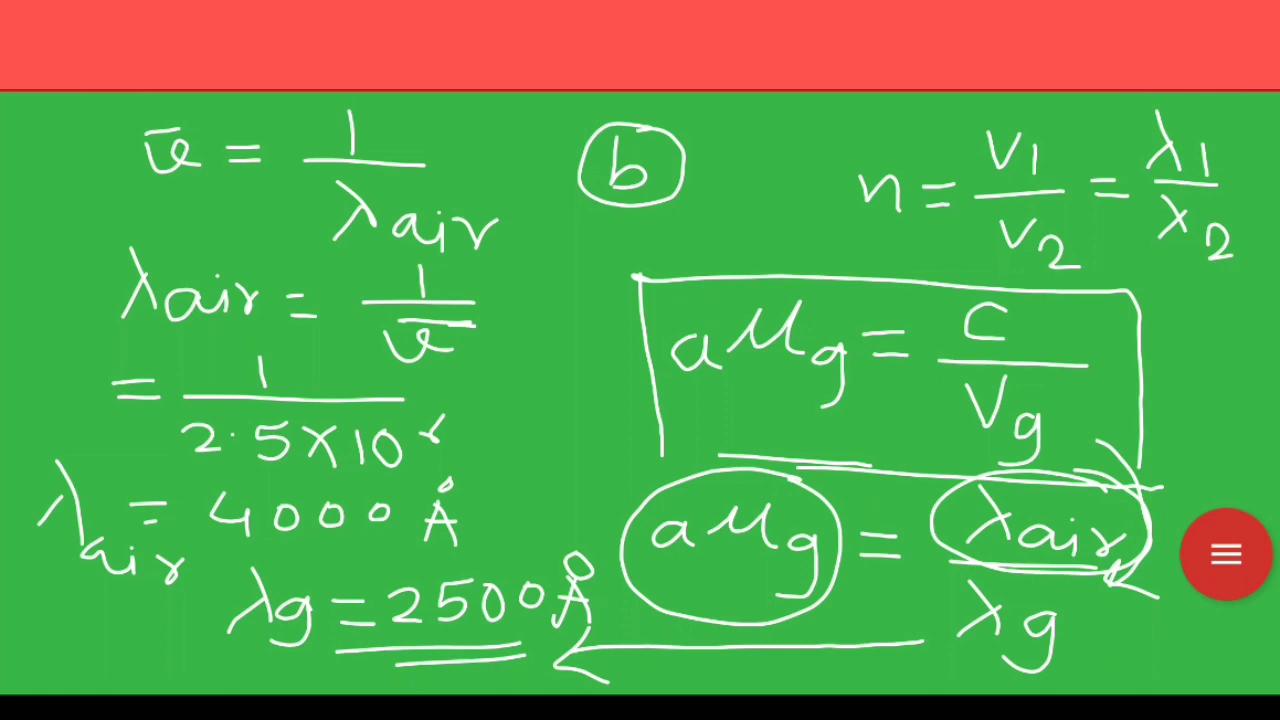 ν̄ = 1 / λair
λair = 1 / ν̄
= 1 / 2.5×10⁶
λair = 4000 Å
λg = 2500 Å
b
n = V1 / V2 = λ1 / λ2
aμg = C / Vg
aμg = λair / λg